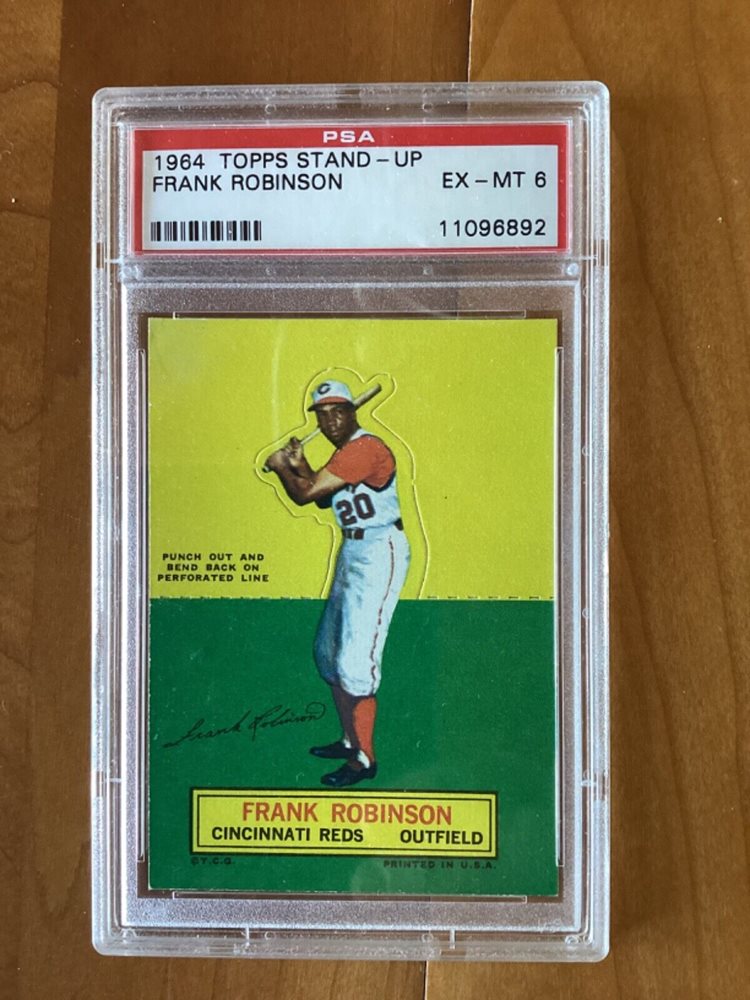 PSA
1964 TOPPS STAND-UP
FRANK ROBINSON EX-MT 6
11096892
C
20
PUNCH OUT AND
BEND BACK ON
PERFORATED LINE
Frank Robinson
FRANK ROBINSON
CINCINNATI REDS OUTFIELD
©T.C.G. PRINTED IN U.S.A.